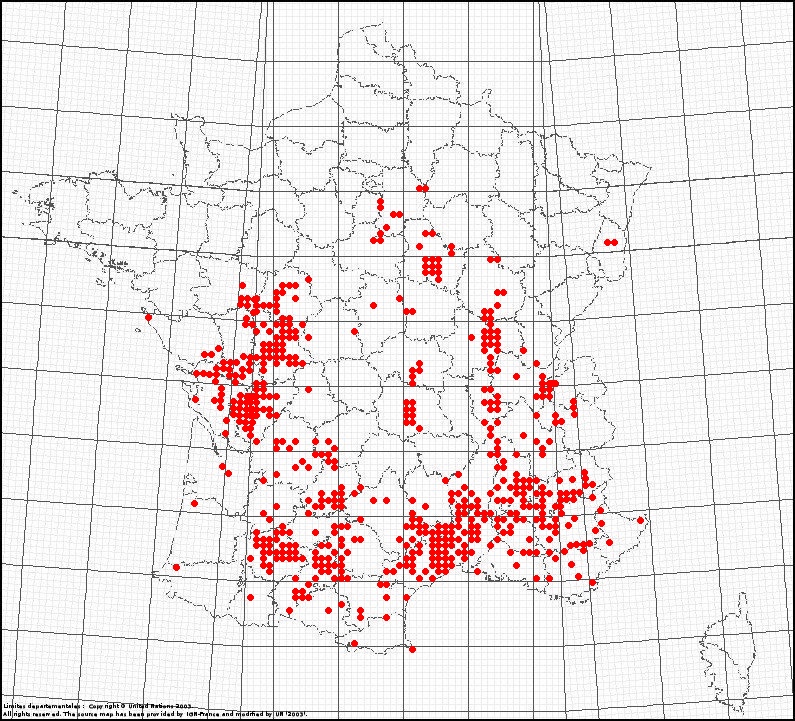 Limites departementales : Copyright © United Nations 2003
All rights reserved. The source map has been provided by IGN-France and modified by UN '2003'.